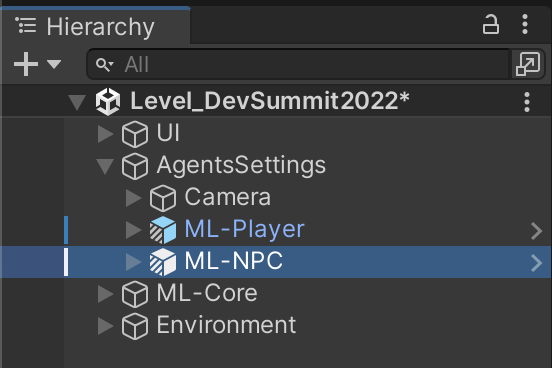 Hierarchy
All
Level_DevSummit2022*
UI
AgentsSettings
Camera
ML-Player
ML-NPC
ML-Core
Environment